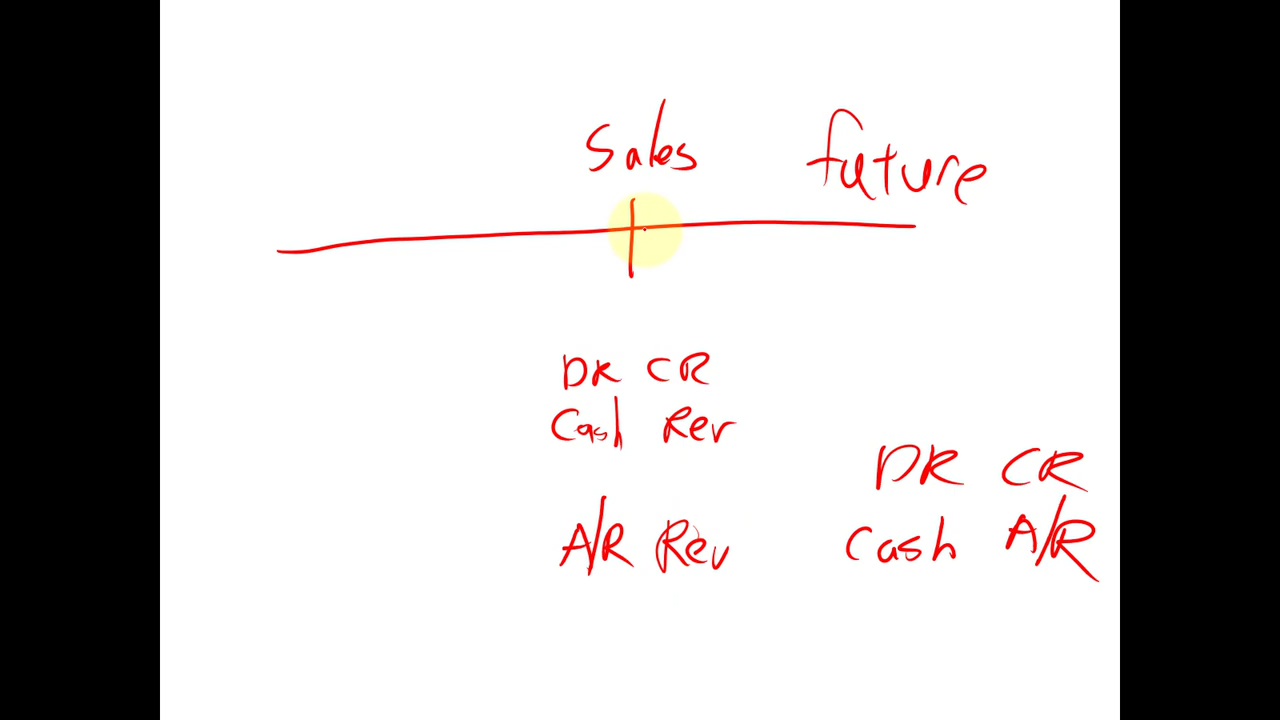 Sales future
DR CR
Cash Rev
DR CR
A/R Rev Cash A/R